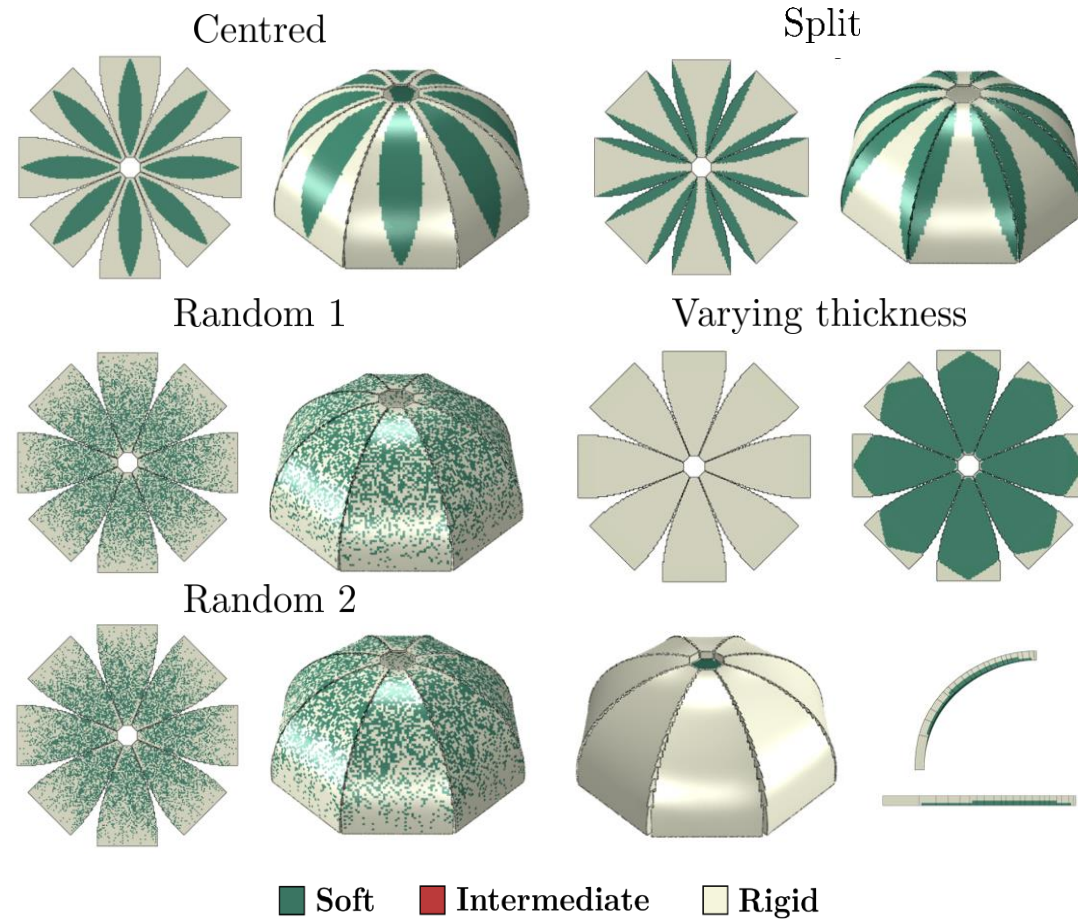 Centred
Split
Random 1
Varying thickness
Random 2
Soft
Intermediate
Rigid